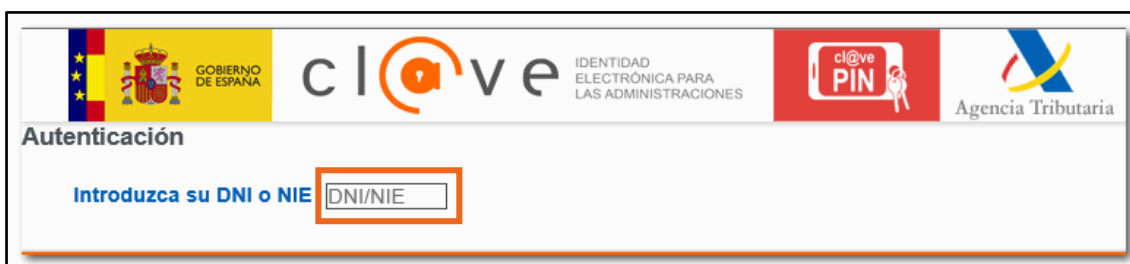 GOBIERNO
DE ESPAÑA
cl@ve
IDENTIDAD
ELECTRÓNICA PARA
LAS ADMINISTRACIONES
cl@ve
PIN
Agencia Tributaria
Autenticación
Introduzca su DNI o NIE DNI/NIE